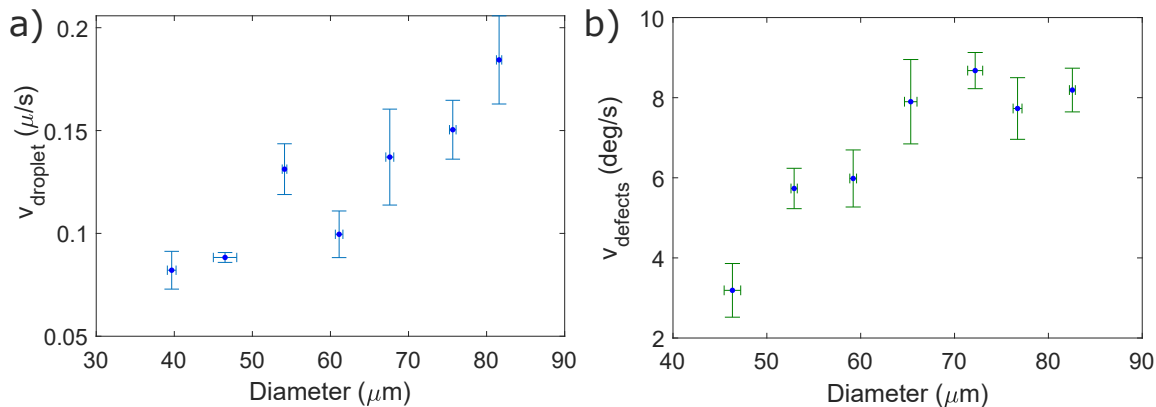 a)
0.2
0.15
0.1
0.05
v_droplet (μ/s)
30 40 50 60 70 80 90
Diameter (μm)
b)
10
8
6
4
2
v_defects (deg/s)
40 50 60 70 80 90
Diameter (μm)